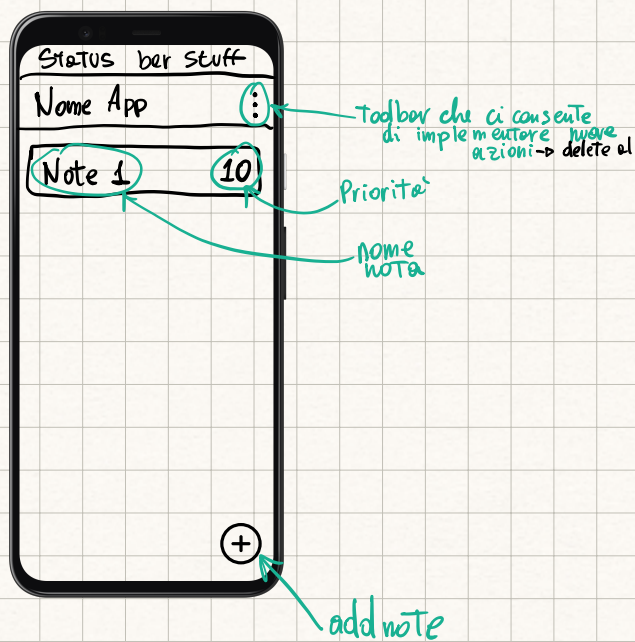 Status bar stuff
Nome App
Toolbar che ci consente
di implementare nuove
azioni -> delete al
Note 1
10
Priorità
nome
nota
+
add note